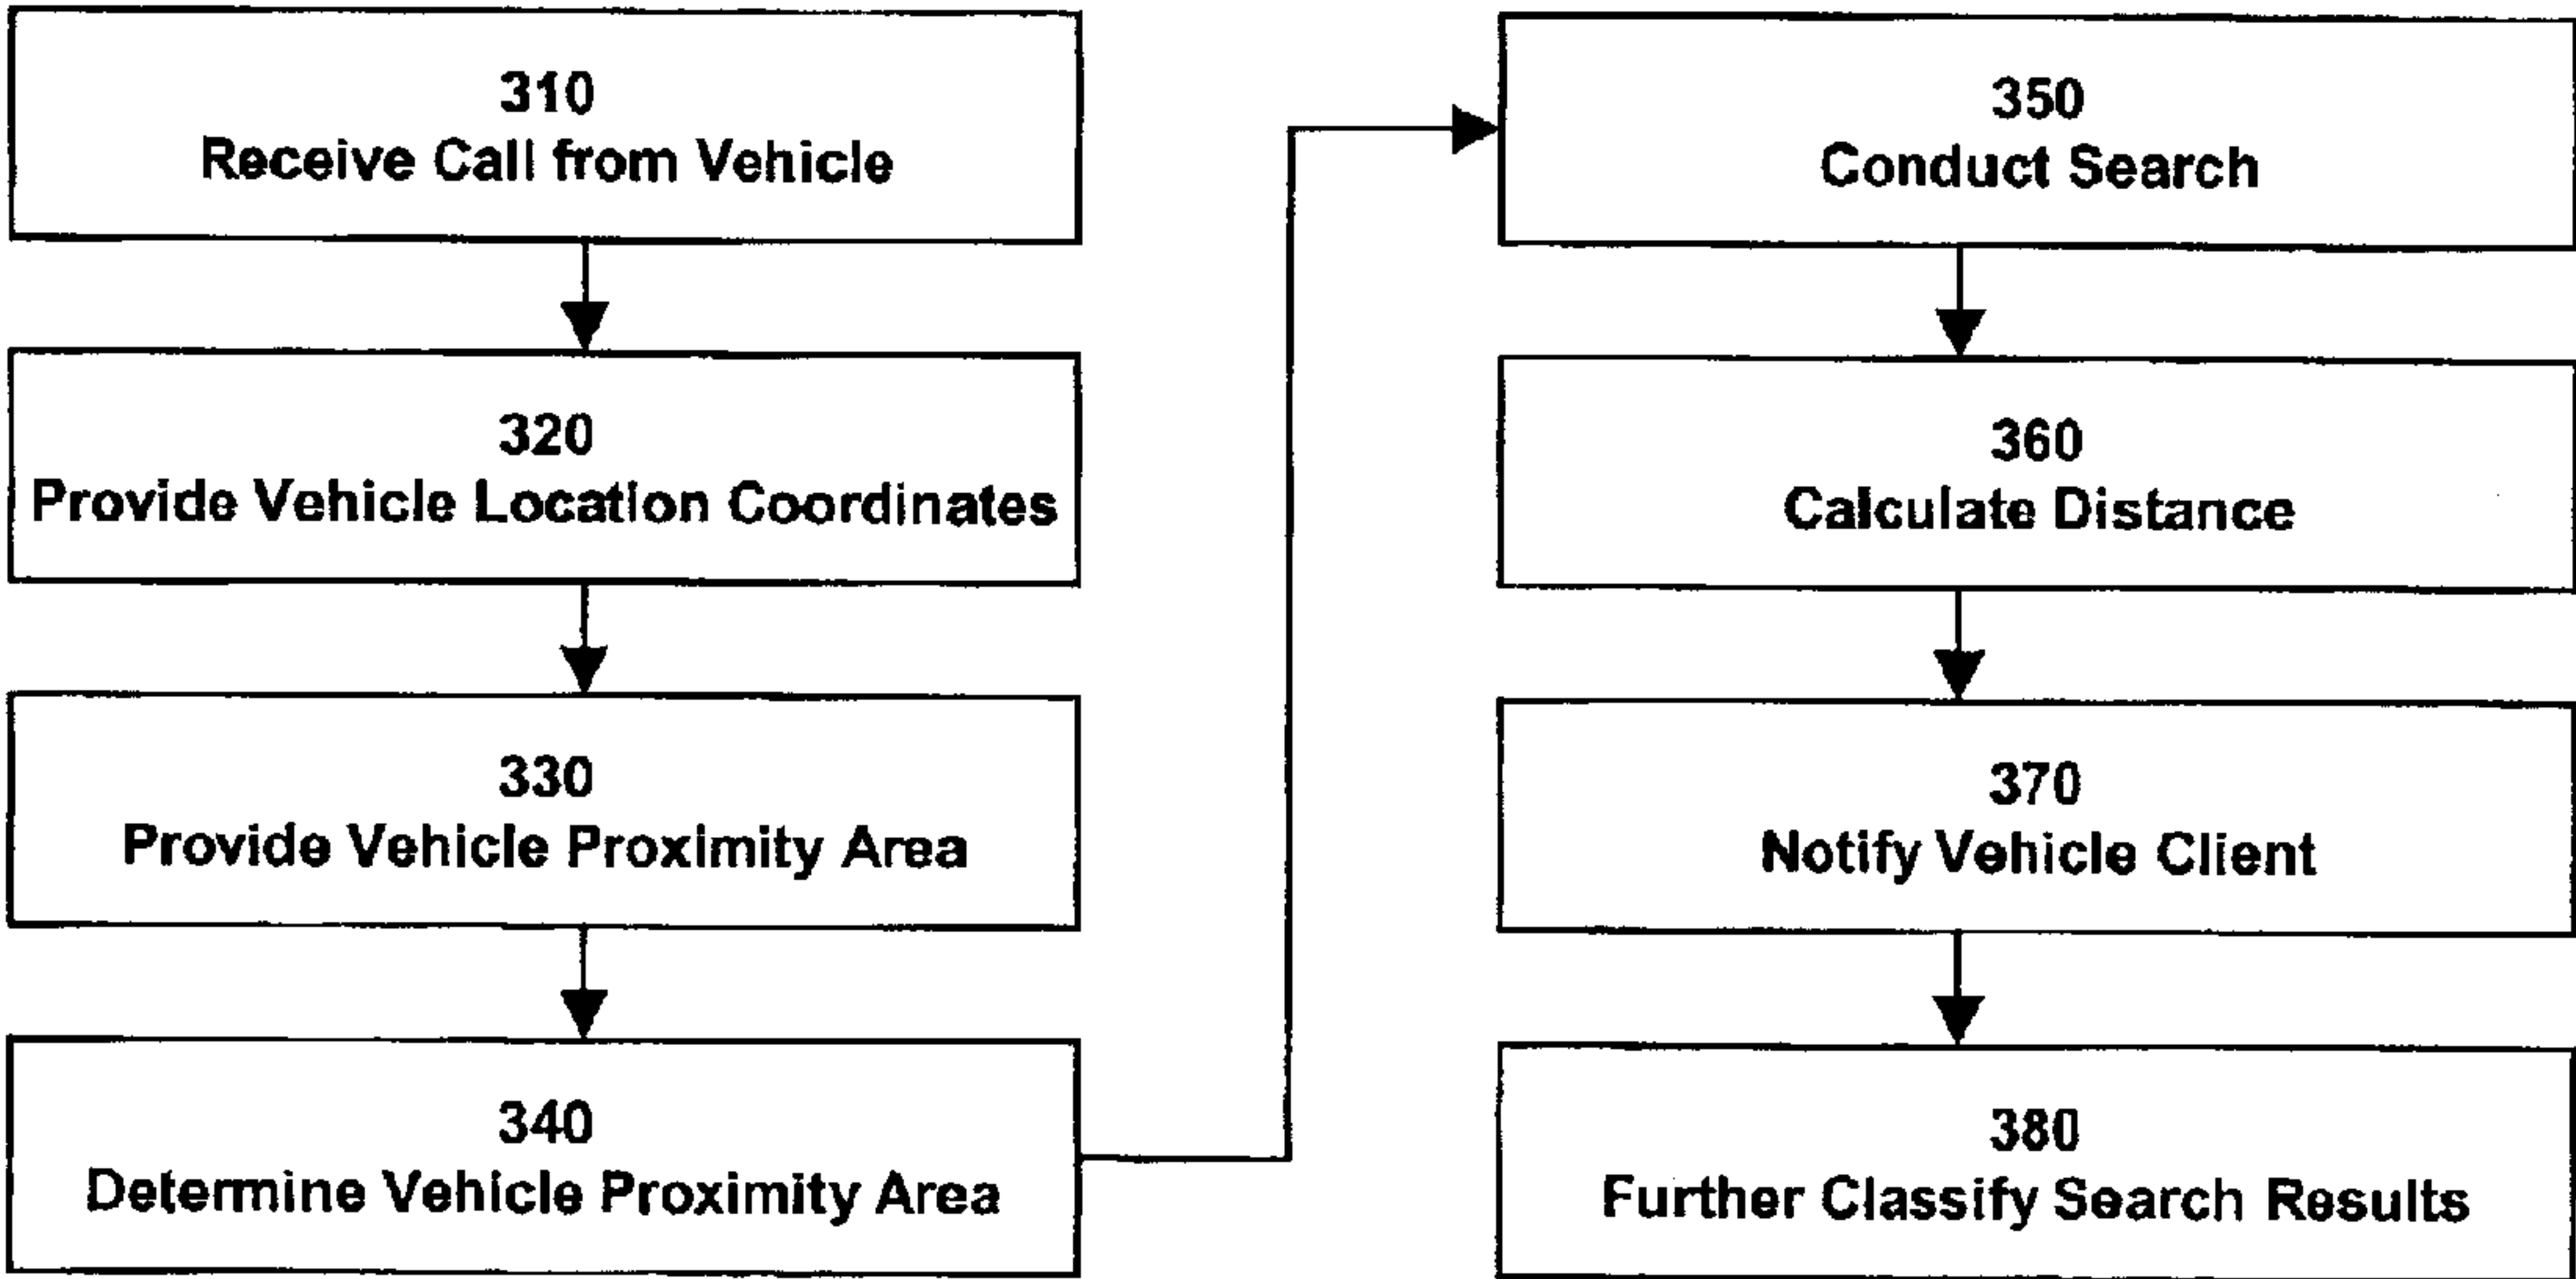 310
Receive Call from Vehicle
320
Provide Vehicle Location Coordinates
330
Provide Vehicle Proximity Area
340
Determine Vehicle Proximity Area
350
Conduct Search
360
Calculate Distance
370
Notify Vehicle Client
380
Further Classify Search Results